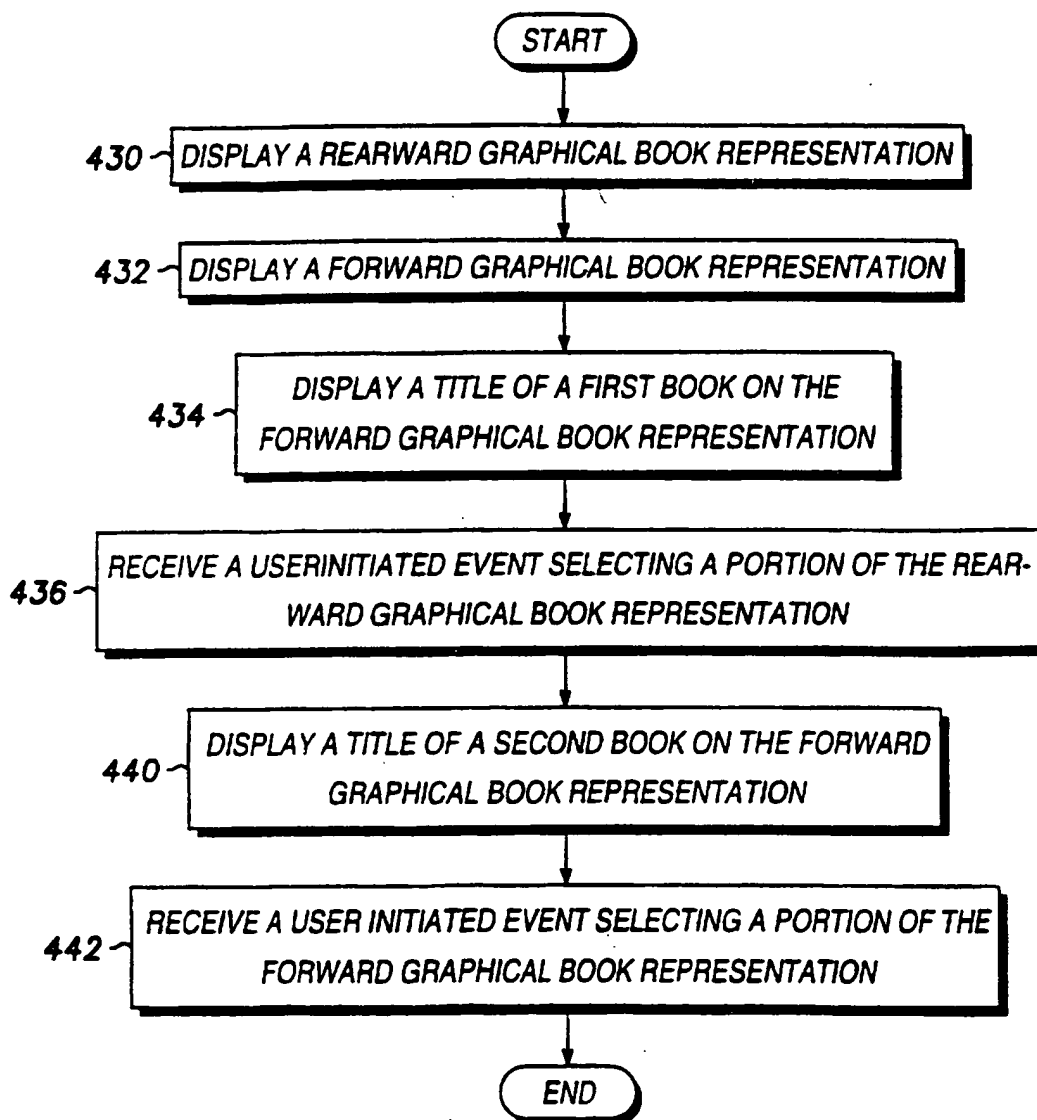 START
430
DISPLAY A REARWARD GRAPHICAL BOOK REPRESENTATION
432
DISPLAY A FORWARD GRAPHICAL BOOK REPRESENTATION
434
DISPLAY A TITLE OF A FIRST BOOK ON THE
FORWARD GRAPHICAL BOOK REPRESENTATION
436
RECEIVE A USERINITIATED EVENT SELECTING A PORTION OF THE REAR-
WARD GRAPHICAL BOOK REPRESENTATION
440
DISPLAY A TITLE OF A SECOND BOOK ON THE FORWARD
GRAPHICAL BOOK REPRESENTATION
442
RECEIVE A USER INITIATED EVENT SELECTING A PORTION OF THE
FORWARD GRAPHICAL BOOK REPRESENTATION
END